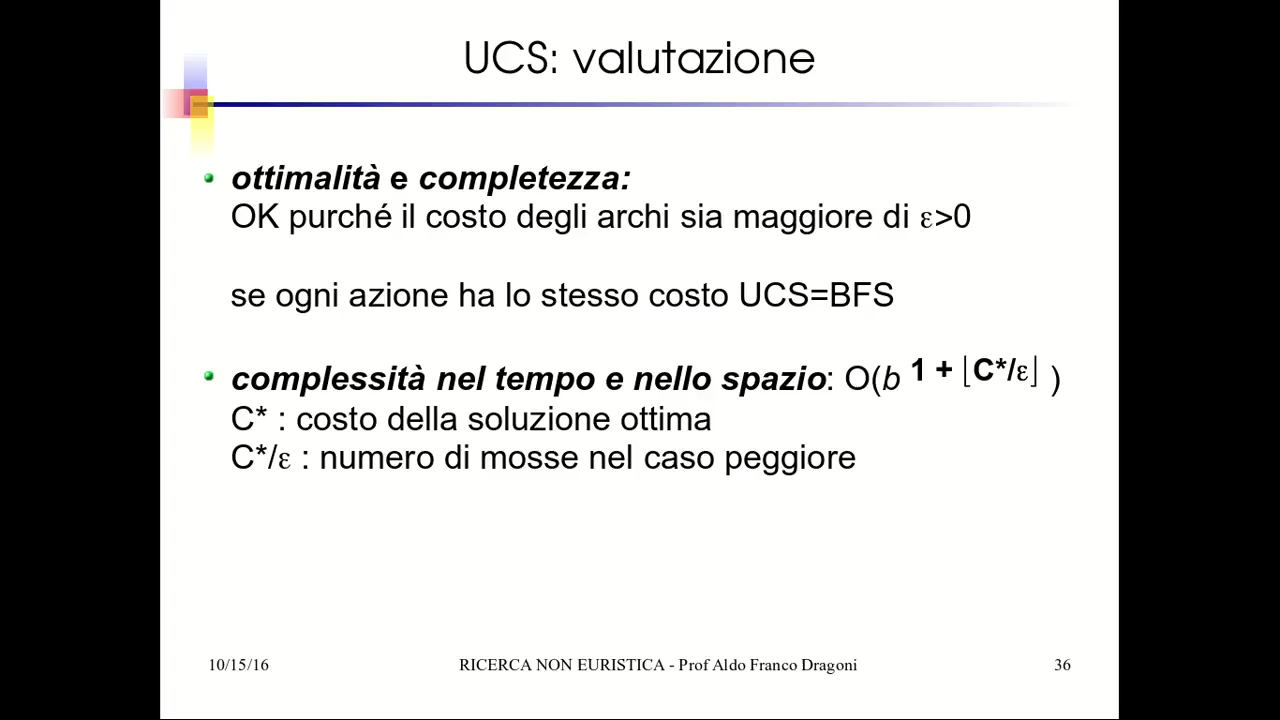 UCS: valutazione
ottimalità e completezza:
OK purché il costo degli archi sia maggiore di ε>0
se ogni azione ha lo stesso costo UCS=BFS
complessità nel tempo e nello spazio: O(b 1 + ⌊C*/ε⌋ )
C* : costo della soluzione ottima
C*/ε : numero di mosse nel caso peggiore
10/15/16 RICERCA NON EURISTICA - Prof Aldo Franco Dragoni 36